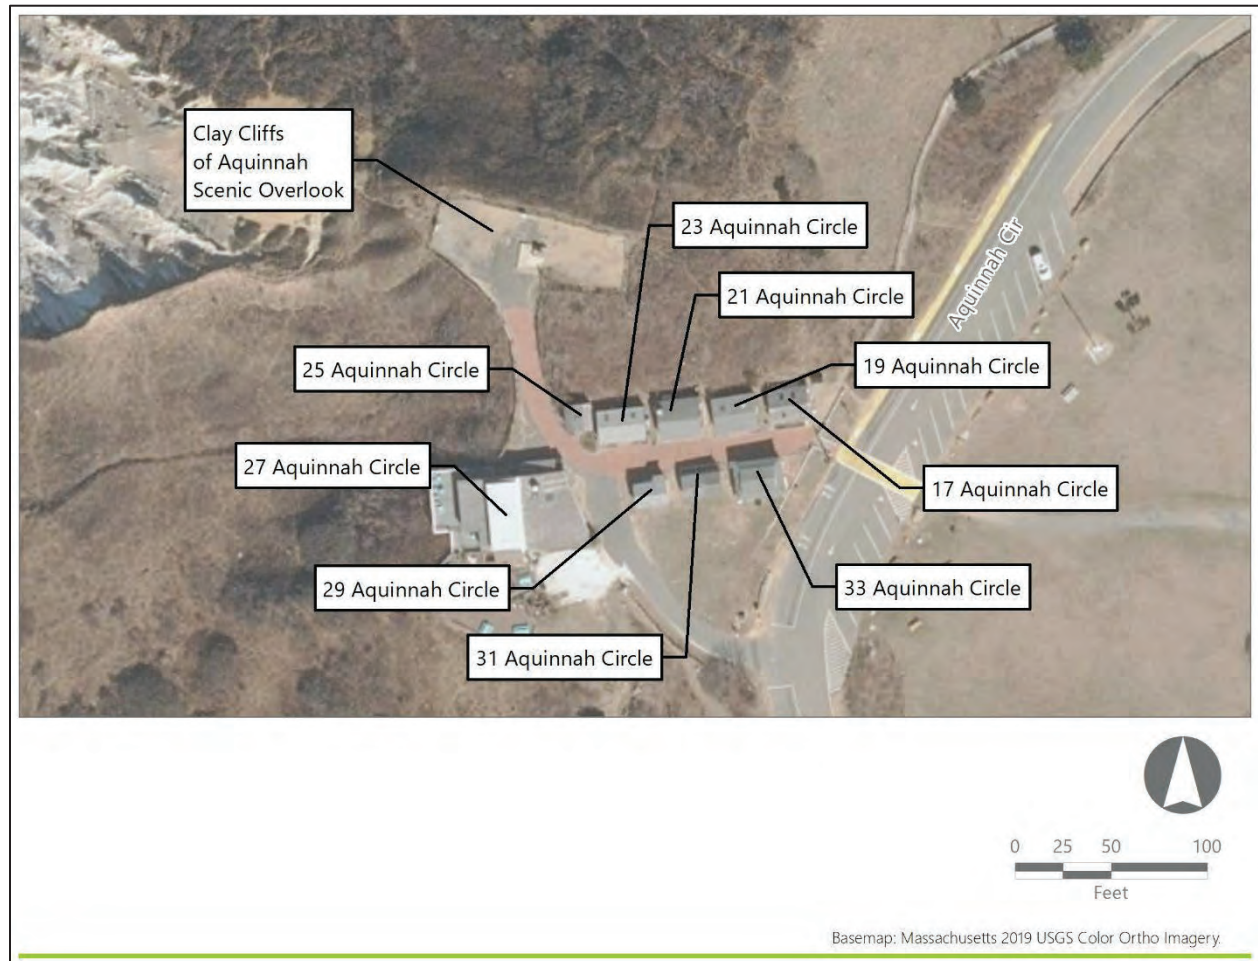 Clay Cliffs
of Aquinnah
Scenic Overlook
23 Aquinnah Circle
21 Aquinnah Circle
Aquinnah Cir
19 Aquinnah Circle
25 Aquinnah Circle
27 Aquinnah Circle
17 Aquinnah Circle
29 Aquinnah Circle
33 Aquinnah Circle
31 Aquinnah Circle
0 25 50 100
Feet
Basemap: Massachusetts 2019 USGS Color Ortho Imagery.